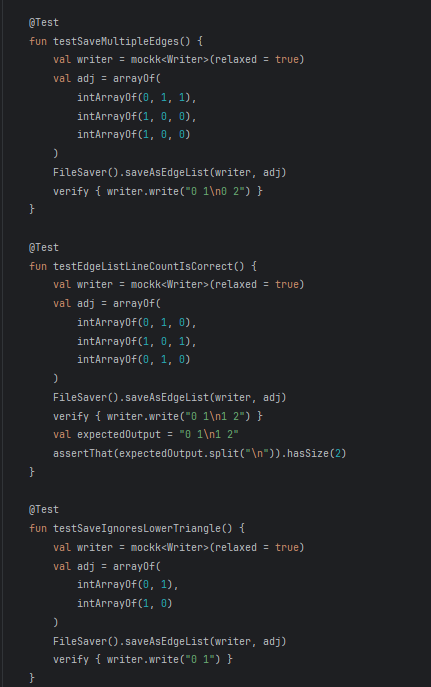 @Test
fun testSaveMultipleEdges() {
    val writer = mockk<Writer>(relaxed = true)
    val adj = arrayOf(
        intArrayOf(0, 1, 1),
        intArrayOf(1, 0, 0),
        intArrayOf(1, 0, 0)
    )
    FileSaver().saveAsEdgeList(writer, adj)
    verify { writer.write("0 1\n0 2") }
}

@Test
fun testEdgeListLineCountIsCorrect() {
    val writer = mockk<Writer>(relaxed = true)
    val adj = arrayOf(
        intArrayOf(0, 1, 0),
        intArrayOf(1, 0, 1),
        intArrayOf(0, 1, 0)
    )
    FileSaver().saveAsEdgeList(writer, adj)
    verify { writer.write("0 1\n1 2") }
    val expectedOutput = "0 1\n1 2"
    assertThat(expectedOutput.split("\n")).hasSize(2)
}

@Test
fun testSaveIgnoresLowerTriangle() {
    val writer = mockk<Writer>(relaxed = true)
    val adj = arrayOf(
        intArrayOf(0, 1),
        intArrayOf(1, 0)
    )
    FileSaver().saveAsEdgeList(writer, adj)
    verify { writer.write("0 1") }
}